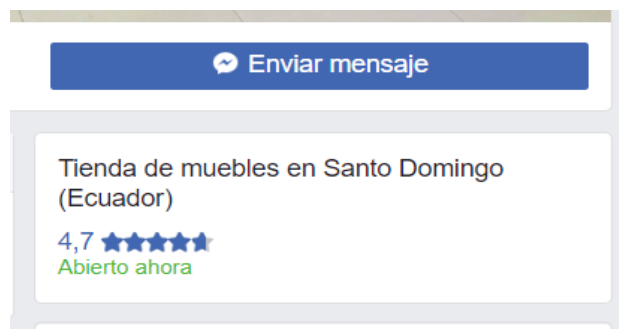 Enviar mensaje
Tienda de muebles en Santo Domingo
(Ecuador)
4,7
Abierto ahora